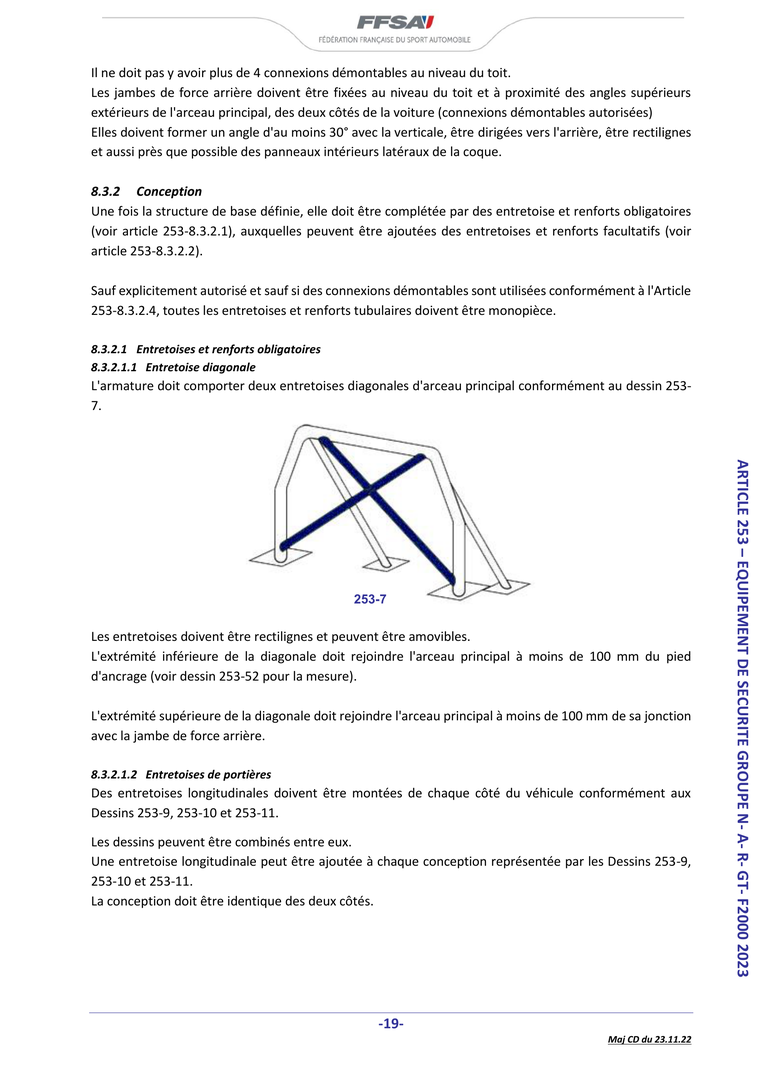 FFSA
FÉDÉRATION FRANÇAISE DU SPORT AUTOMOBILE
Il ne doit pas y avoir plus de 4 connexions démontables au niveau du toit.
Les jambes de force arrière doivent être fixées au niveau du toit et à proximité des angles supérieurs
extérieurs de l'arceau principal, des deux côtés de la voiture (connexions démontables autorisées)
Elles doivent former un angle d'au moins 30° avec la verticale, être dirigées vers l'arrière, être rectilignes
et aussi près que possible des panneaux intérieurs latéraux de la coque.
8.3.2 Conception
Une fois la structure de base définie, elle doit être complétée par des entretoise et renforts obligatoires
(voir article 253-8.3.2.1), auxquelles peuvent être ajoutées des entretoises et renforts facultatifs (voir
article 253-8.3.2.2).
Sauf explicitement autorisé et sauf si des connexions démontables sont utilisées conformément à l'Article
253-8.3.2.4, toutes les entretoises et renforts tubulaires doivent être monopièce.
8.3.2.1 Entretoises et renforts obligatoires
8.3.2.1.1 Entretoise diagonale
L'armature doit comporter deux entretoises diagonales d'arceau principal conformément au dessin 253-
7.
253-7
Les entretoises doivent être rectilignes et peuvent être amovibles.
L'extrémité inférieure de la diagonale doit rejoindre l'arceau principal à moins de 100 mm du pied
d'ancrage (voir dessin 253-52 pour la mesure).
L'extrémité supérieure de la diagonale doit rejoindre l'arceau principal à moins de 100 mm de sa jonction
avec la jambe de force arrière.
8.3.2.1.2 Entretoises de portières
Des entretoises longitudinales doivent être montées de chaque côté du véhicule conformément aux
Dessins 253-9, 253-10 et 253-11.
Les dessins peuvent être combinés entre eux.
Une entretoise longitudinale peut être ajoutée à chaque conception représentée par les Dessins 253-9,
253-10 et 253-11.
La conception doit être identique des deux côtés.
ARTICLE 253 – EQUIPEMENT DE SECURITE GROUPE N- A- R- GT- F2000 2023
-19-
Maj CD du 23.11.22